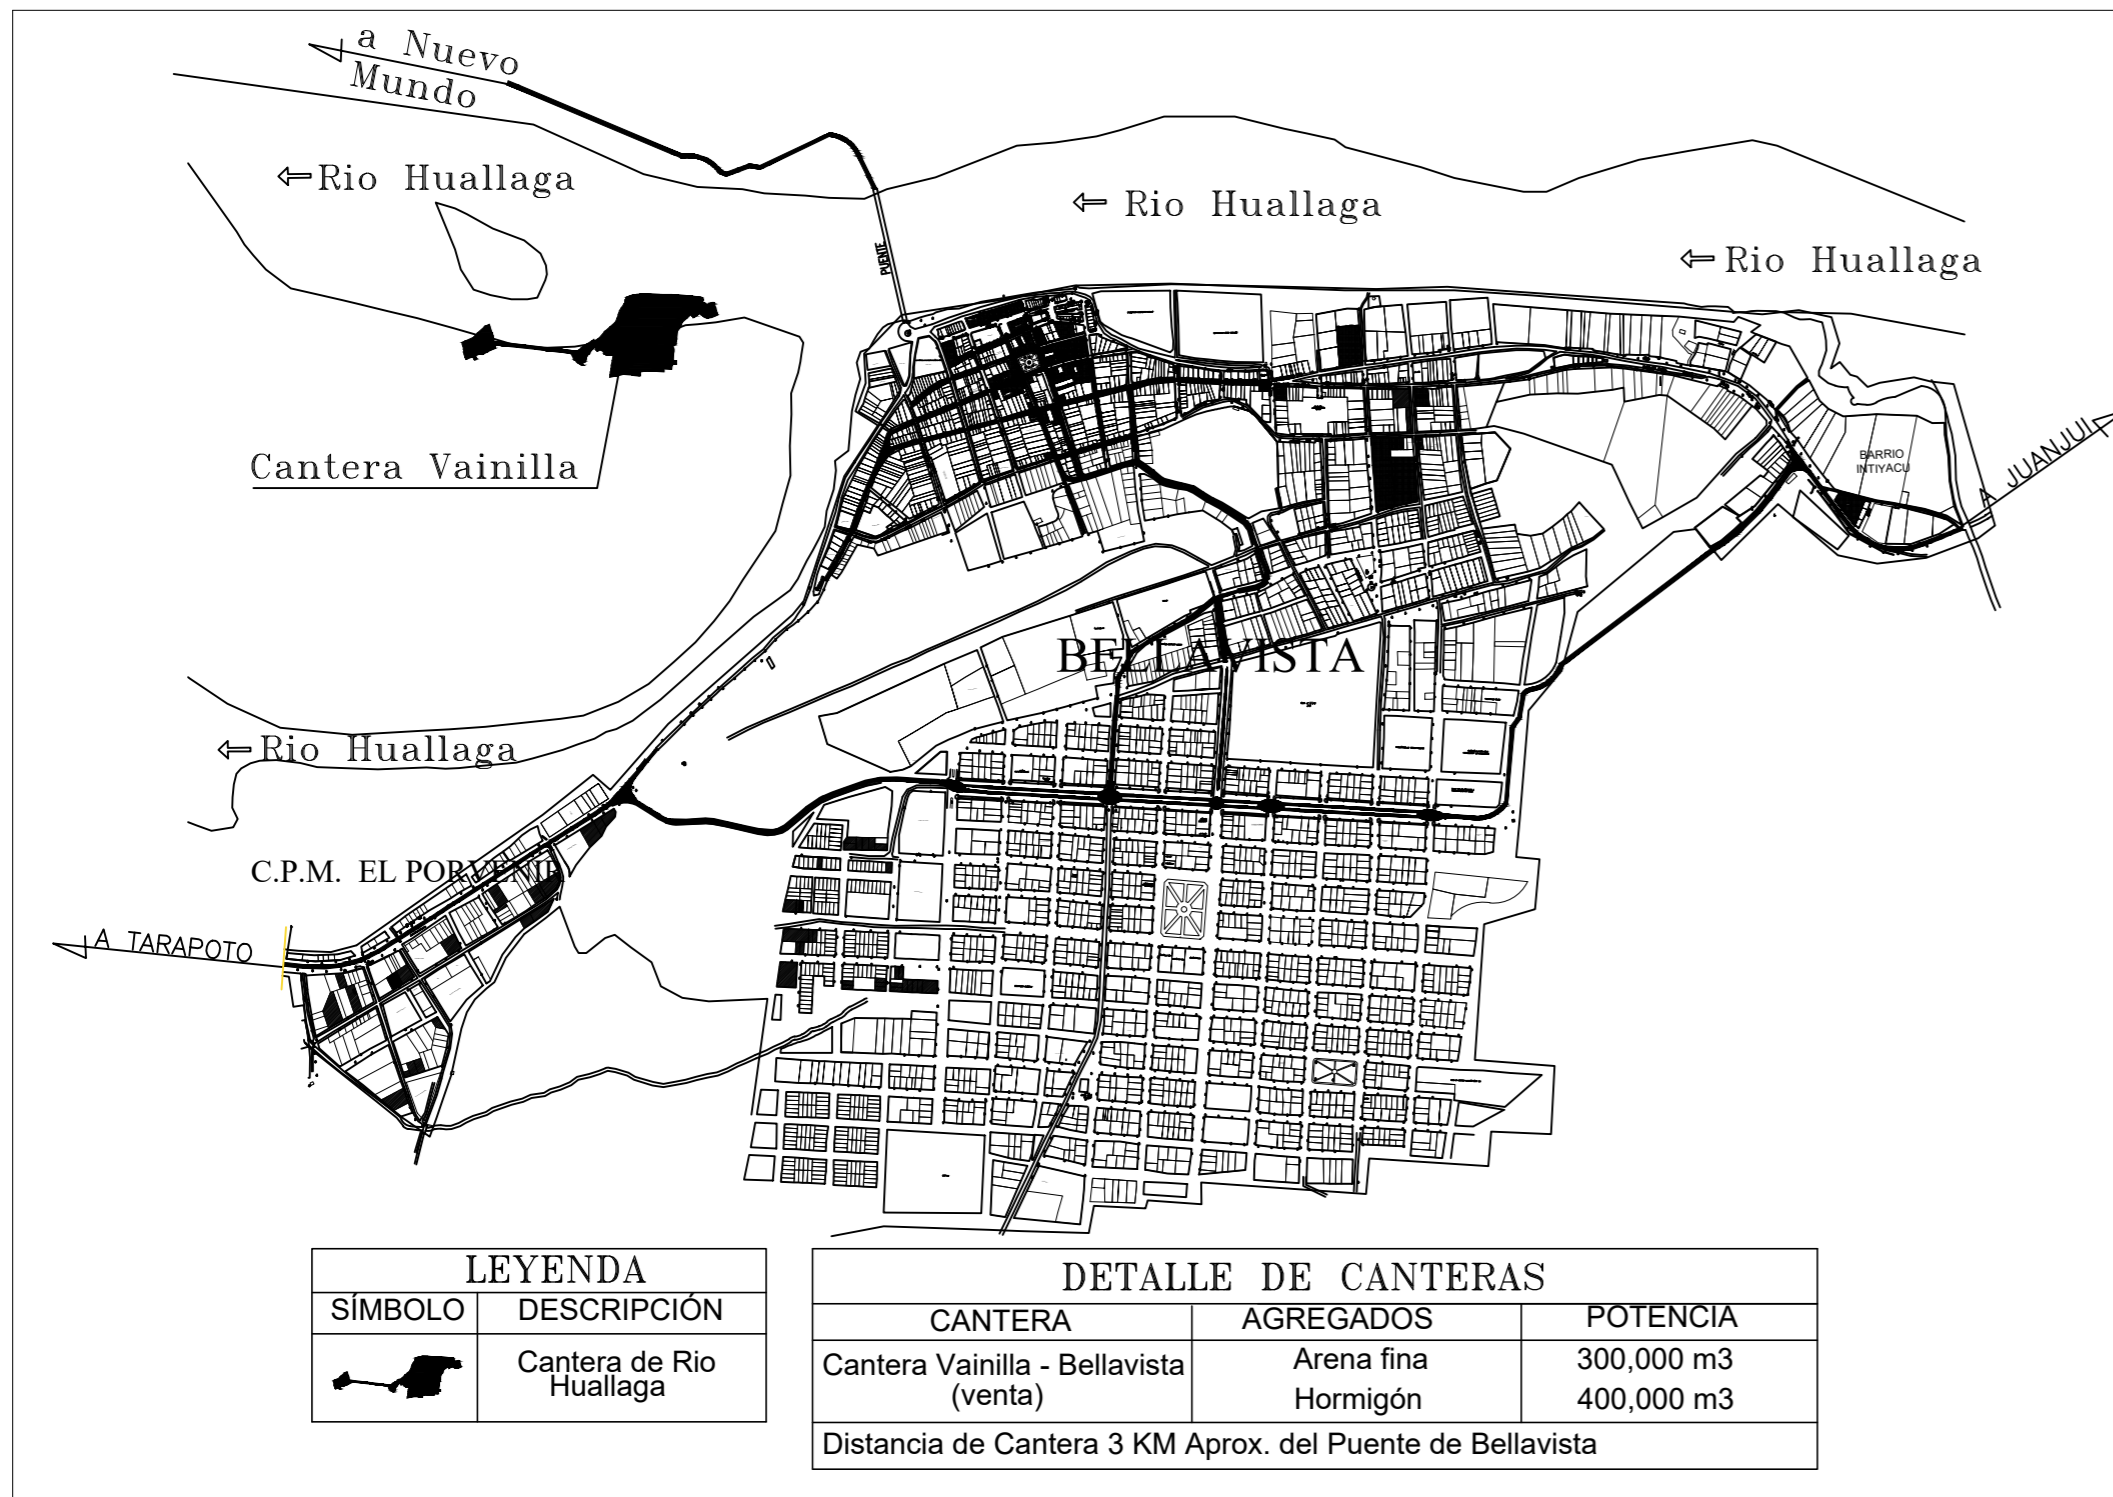 a Nuevo
Mundo
Rio Huallaga
Rio Huallaga
Rio Huallaga
PUENTE
Cantera Vainilla
BARRIO
INTIYACU
A JUANJUI
BELLAVISTA
Rio Huallaga
C.P.M. EL PORVENIR
A TARAPOTO
LEYENDA
SÍMBOLO DESCRIPCIÓN
Cantera de Rio
Huallaga
DETALLE DE CANTERAS
CANTERA AGREGADOS POTENCIA
Cantera Vainilla - Bellavista
(venta)
Arena fina 300,000 m3
Hormigón 400,000 m3
Distancia de Cantera 3 KM Aprox. del Puente de Bellavista